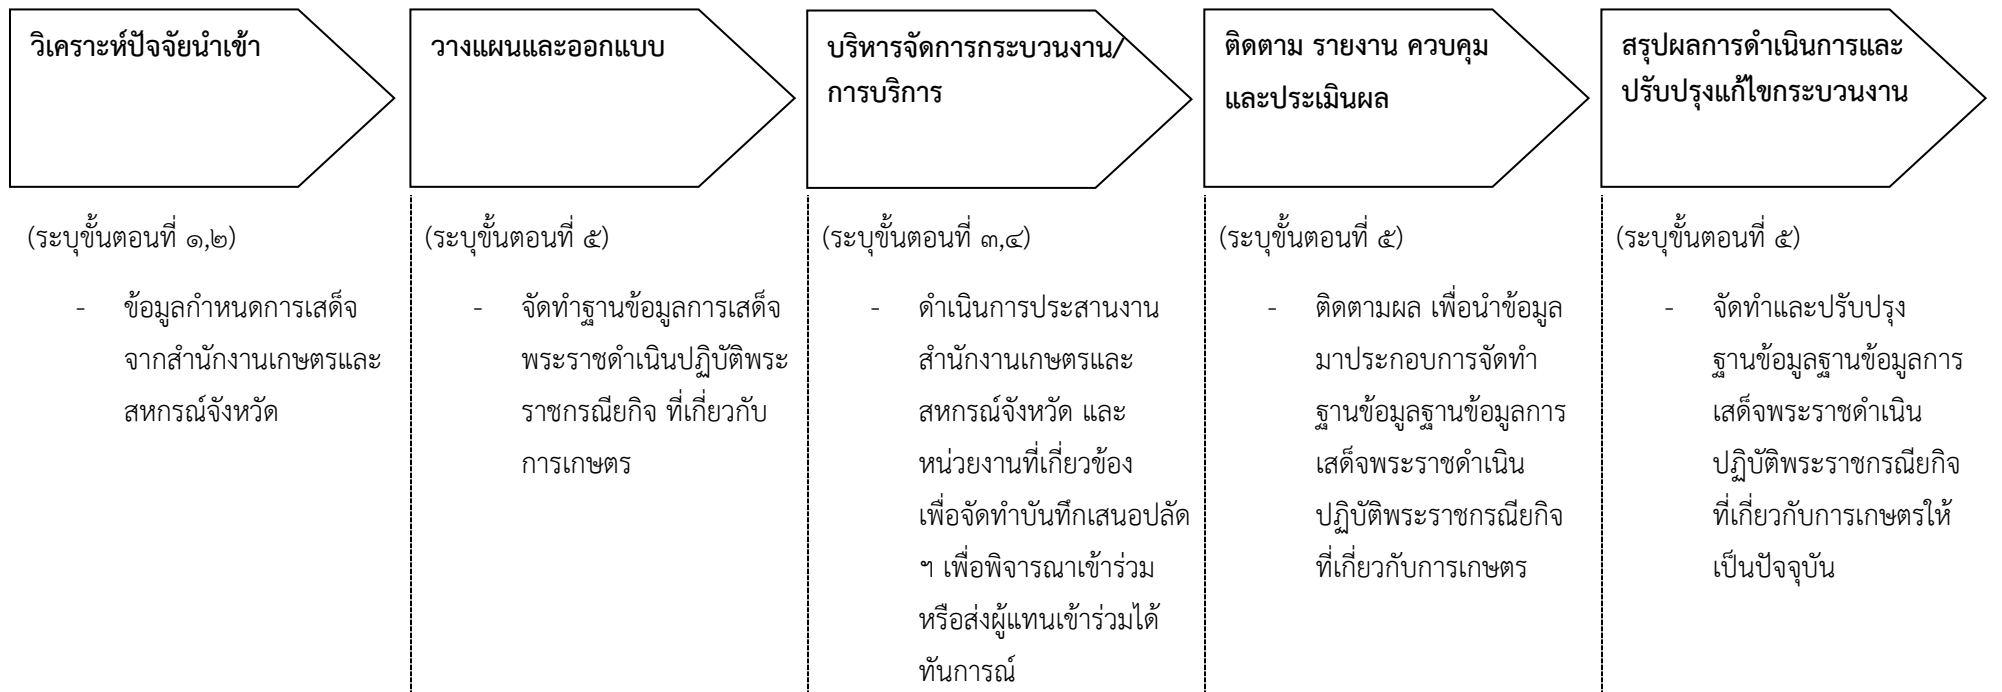 วิเคราะห์ปัจจัยนำเข้า
(ระบุขั้นตอนที่ ๑,๒)
- ข้อมูลกำหนดการเสด็จ
จากสำนักงานเกษตรและ
สหกรณ์จังหวัด
วางแผนและออกแบบ
(ระบุขั้นตอนที่ ๕)
- จัดทำฐานข้อมูลการเสด็จ
พระราชดำเนินปฏิบัติพระ
ราชกรณียกิจ ที่เกี่ยวกับ
การเกษตร
บริหารจัดการกระบวนงาน/
การบริการ
(ระบุขั้นตอนที่ ๓,๔)
- ดำเนินการประสานงาน
สำนักงานเกษตรและ
สหกรณ์จังหวัด และ
หน่วยงานที่เกี่ยวข้อง
เพื่อจัดทำบันทึกเสนอปลัด
ฯ เพื่อพิจารณาเข้าร่วม
หรือส่งผู้แทนเข้าร่วมได้
ทันการณ์
ติดตาม รายงาน ควบคุม
และประเมินผล
(ระบุขั้นตอนที่ ๕)
- ติดตามผล เพื่อนำข้อมูล
มาประกอบการจัดทำ
ฐานข้อมูลฐานข้อมูลการ
เสด็จพระราชดำเนิน
ปฏิบัติพระราชกรณียกิจ
ที่เกี่ยวกับการเกษตร
สรุปผลการดำเนินการและ
ปรับปรุงแก้ไขกระบวนงาน
(ระบุขั้นตอนที่ ๕)
- จัดทำและปรับปรุง
ฐานข้อมูลฐานข้อมูลการ
เสด็จพระราชดำเนิน
ปฏิบัติพระราชกรณียกิจ
ที่เกี่ยวกับการเกษตรให้
เป็นปัจจุบัน